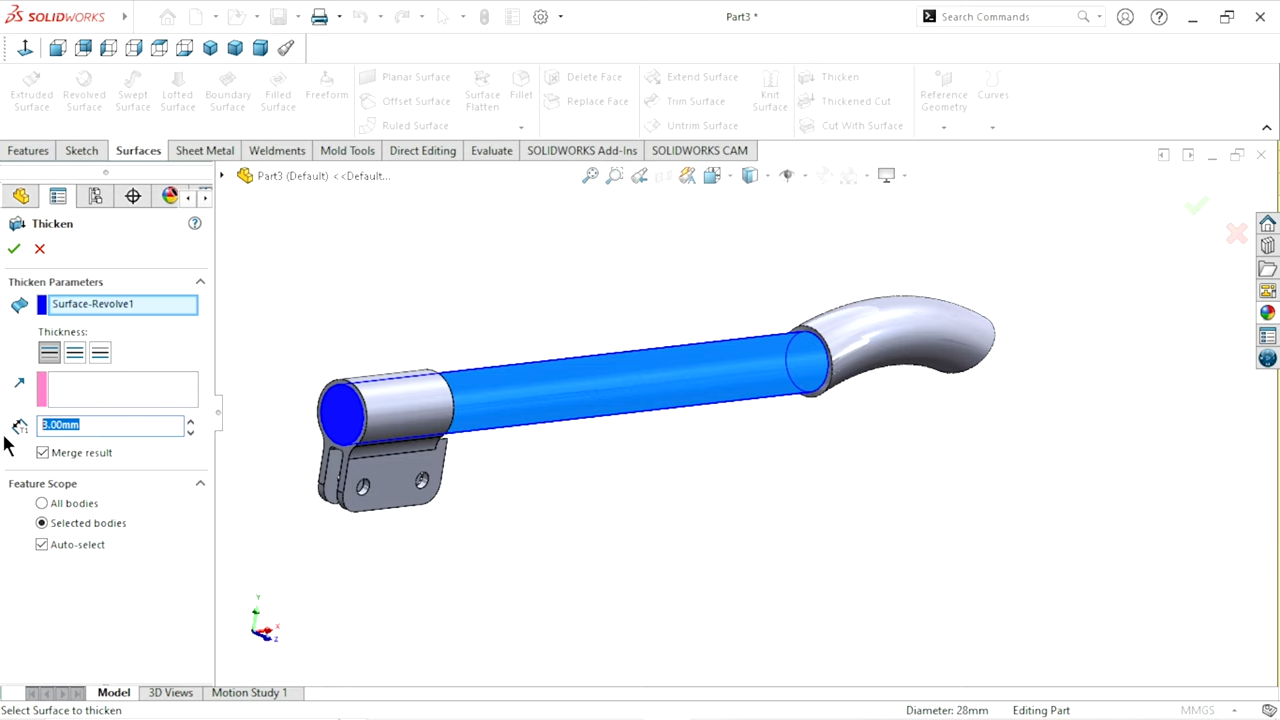 SOLIDWORKS
Part3 *
Search Commands
Extruded Surface
Revolved Surface
Swept Surface
Lofted Surface
Boundary Surface
Filled Surface
Freeform
Planar Surface
Offset Surface
Ruled Surface
Surface Flatten
Fillet
Delete Face
Replace Face
Extend Surface
Trim Surface
Untrim Surface
Knit Surface
Thicken
Thickened Cut
Cut With Surface
Reference Geometry
Curves
Features
Sketch
Surfaces
Sheet Metal
Weldments
Mold Tools
Direct Editing
Evaluate
SOLIDWORKS Add-Ins
SOLIDWORKS CAM
Part3 (Default) <<Default...
Thicken
Thicken Parameters
Surface-Revolve1
Thickness:
3.00mm
Merge result
Feature Scope
All bodies
Selected bodies
Auto-select
Y
X
Z
Model
3D Views
Motion Study 1
Select Surface to thicken
Diameter: 28mm
Editing Part
MMGS